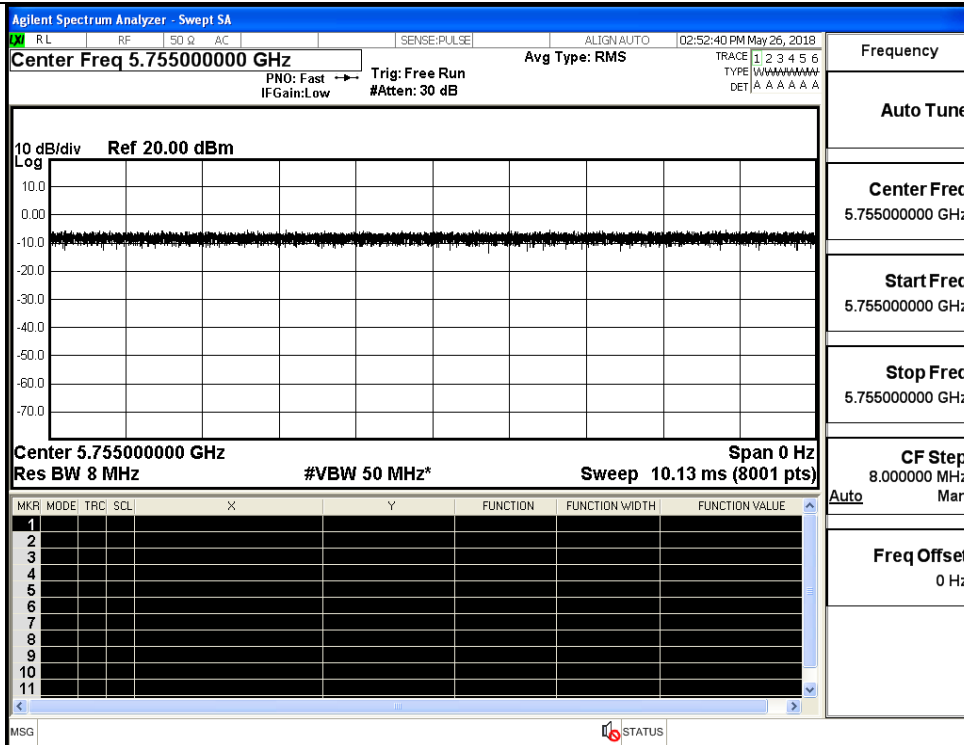 Agilent Spectrum Analyzer - Swept SA
LXI RL RF 50 Ω AC SENSE:PULSE ALIGN AUTO 02:52:40 PM May 26, 2018
Center Freq 5.755000000 GHz Avg Type: RMS TRACE 1 2 3 4 5 6
PNO: Fast Trig: Free Run TYPE WWWWWW
IFGain:Low #Atten: 30 dB DET A A A A A A
10 dB/div Ref 20.00 dBm
Log
10.0
0.00
-10.0
-20.0
-30.0
-40.0
-50.0
-60.0
-70.0
Center 5.755000000 GHz Span 0 Hz
Res BW 8 MHz #VBW 50 MHz* Sweep 10.13 ms (8001 pts)
MKR MODE TRC SCL X Y FUNCTION FUNCTION WIDTH FUNCTION VALUE
1
2
3
4
5
6
7
8
9
10
11
MSG STATUS
Frequency
Auto Tune
Center Freq
5.755000000 GHz
Start Freq
5.755000000 GHz
Stop Freq
5.755000000 GHz
CF Step
8.000000 MHz
Auto Man
Freq Offset
0 Hz